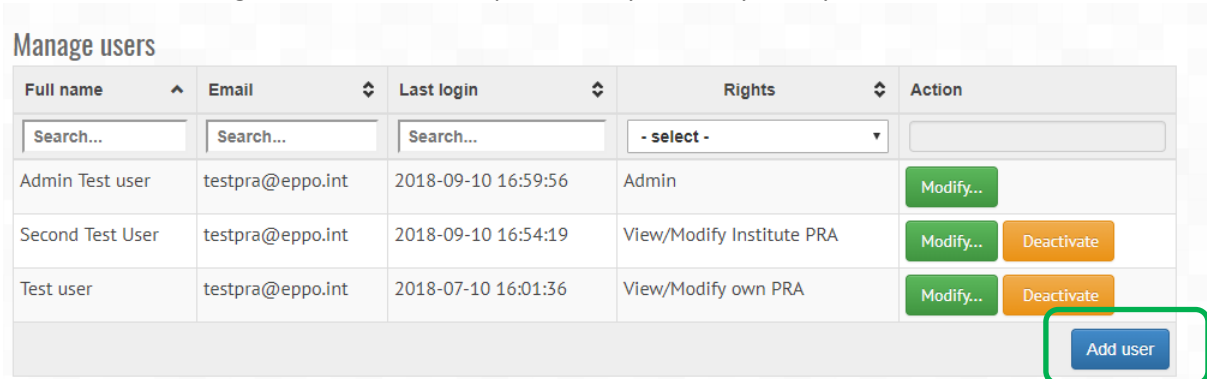 Manage users
Full name Email Last login Rights Action
Search... Search... Search... - select -
Admin Test user testpra@eppo.int 2018-09-10 16:59:56 Admin Modify...
Second Test User testpra@eppo.int 2018-09-10 16:54:19 View/Modify Institute PRA Modify... Deactivate
Test user testpra@eppo.int 2018-07-10 16:01:36 View/Modify own PRA Modify... Deactivate
Add user